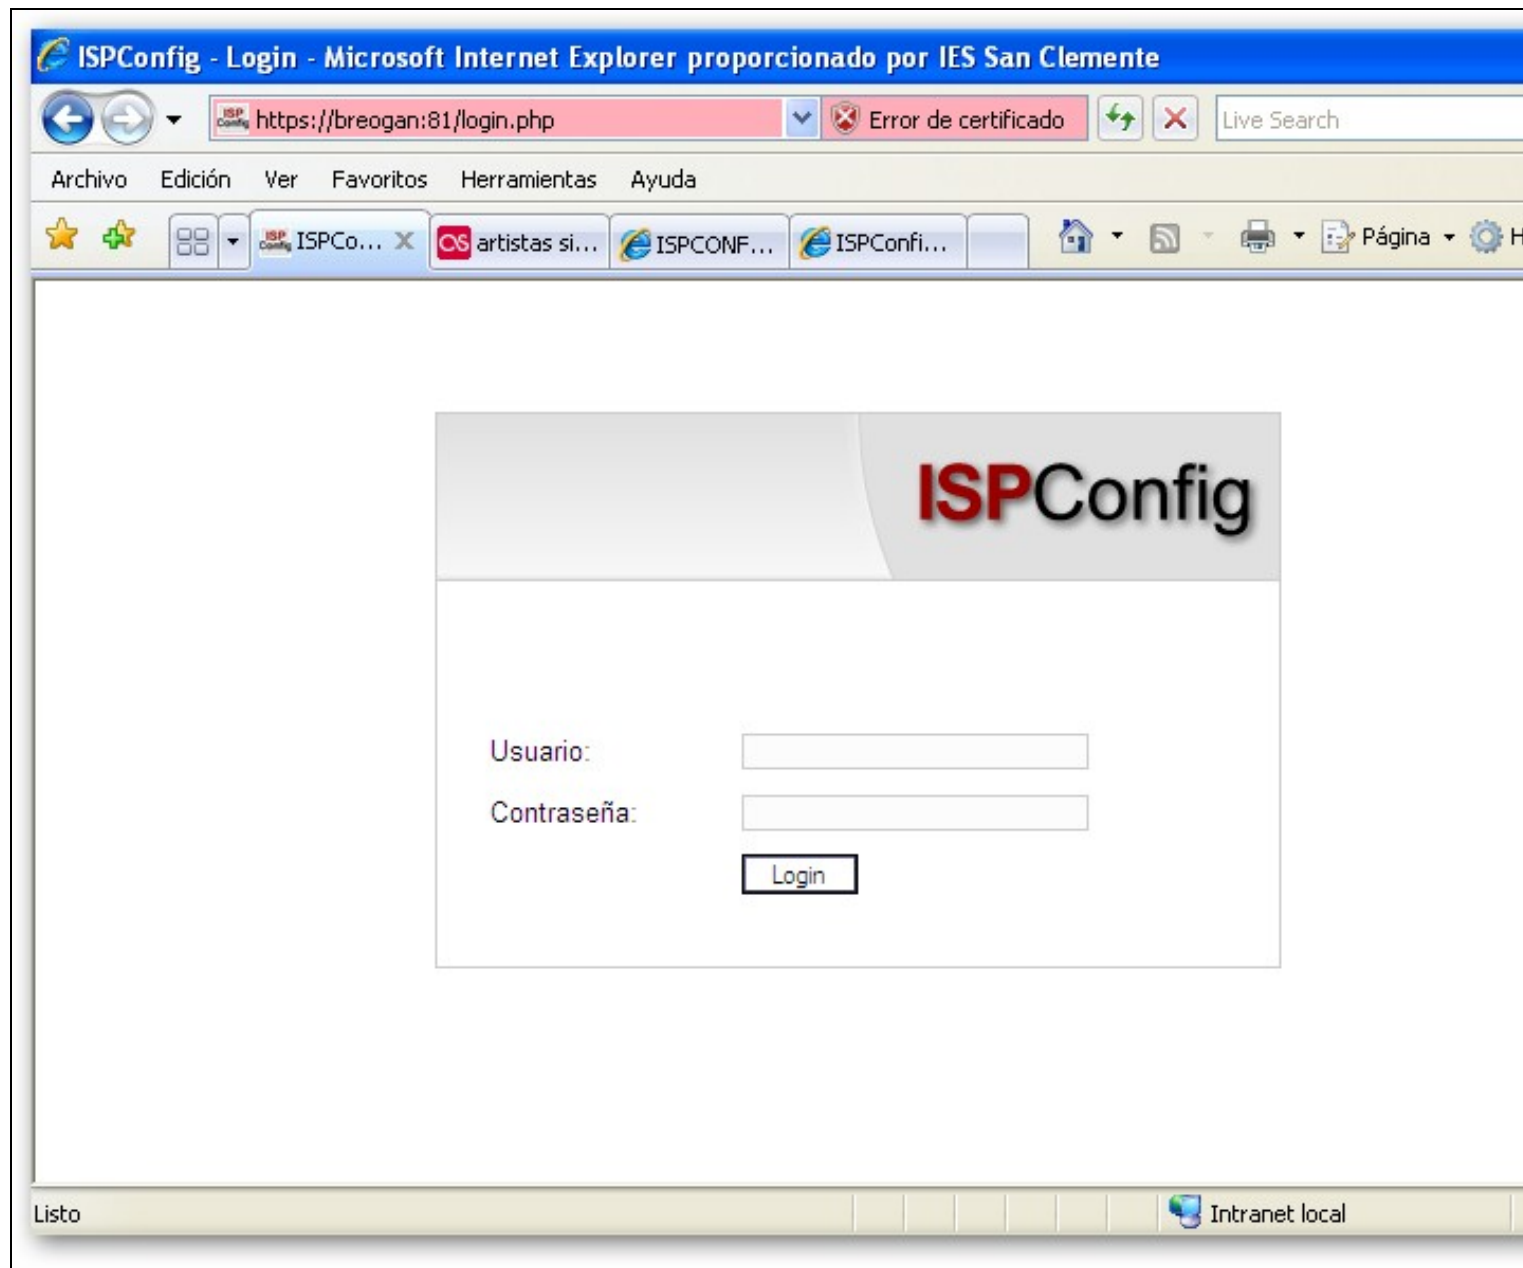 ISPConfig - Login - Microsoft Internet Explorer proporcionado por IES San Clemente
https://breogan:81/login.php Error de certificado Live Search
Archivo Edición Ver Favoritos Herramientas Ayuda
ISPCo... artistas si... ISPCONF... ISPConfi... Página H
ISPConfig
Usuario:
Contraseña:
Login
Listo Intranet local